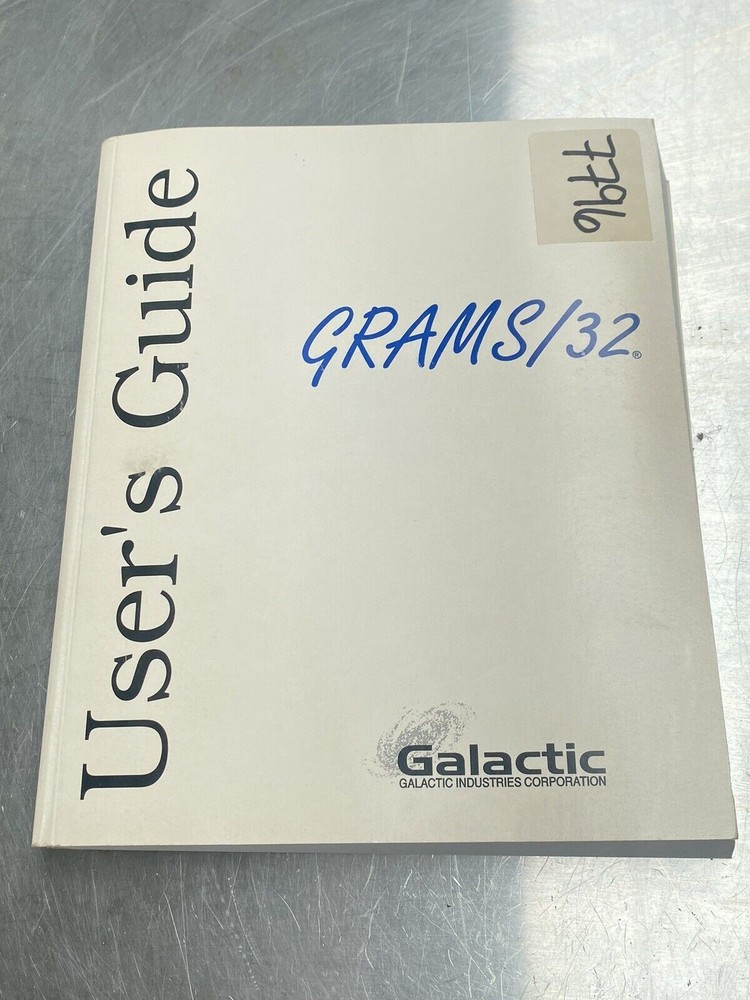 User's Guide
7796
GRAMS/32®
Galactic
GALACTIC INDUSTRIES CORPORATION